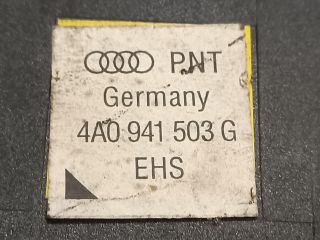 PNT
Germany
4A0 941 503 G
EHS